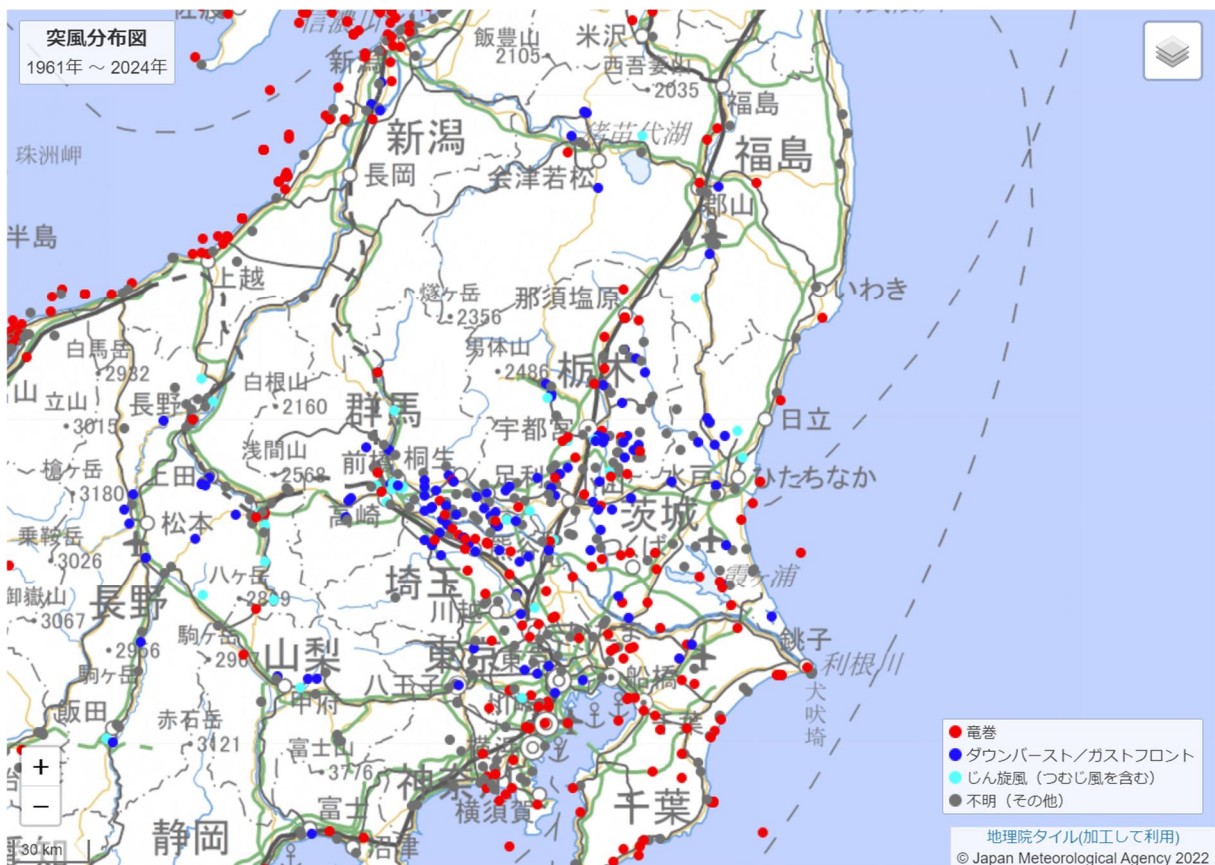 突風分布図
1961年 ～ 2024年
信濃川
飯豊山
2105
米沢
西吾妻山
2035
福島
新潟
猪苗代湖
福島
珠洲岬
長岡
会津若松
郡山
半島
上越
いわき
燧ヶ岳
2356
那須塩原
白馬岳
2932
男体山
2486
栃木
山
立山
3015
長野
白根山
2160
群馬
宇都宮
日立
浅間山
2568
前橋
桐生
足利
水戸
ひたちなか
槍ヶ岳
3180
上田
高崎
茨城
松本
乗鞍岳
3026
熊谷
つくば
霞ヶ浦
八ヶ岳
2899
埼玉
御嶽山
3067
長野
川越
駒ヶ岳
2967
2956
駒ヶ岳
山梨
東京
八王子
船橋
銚子
利根川
犬吠埼
甲府
川崎
千葉
飯田
赤石岳
3121
富士山
3776
横浜
神奈川
横須賀
千葉
富士
静岡
沼津
竜巻
ダウンバースト／ガストフロント
じん旋風（つむじ風を含む）
不明（その他）
+
−
30 km
地理院タイル(加工して利用)
© Japan Meteorological Agency 2022